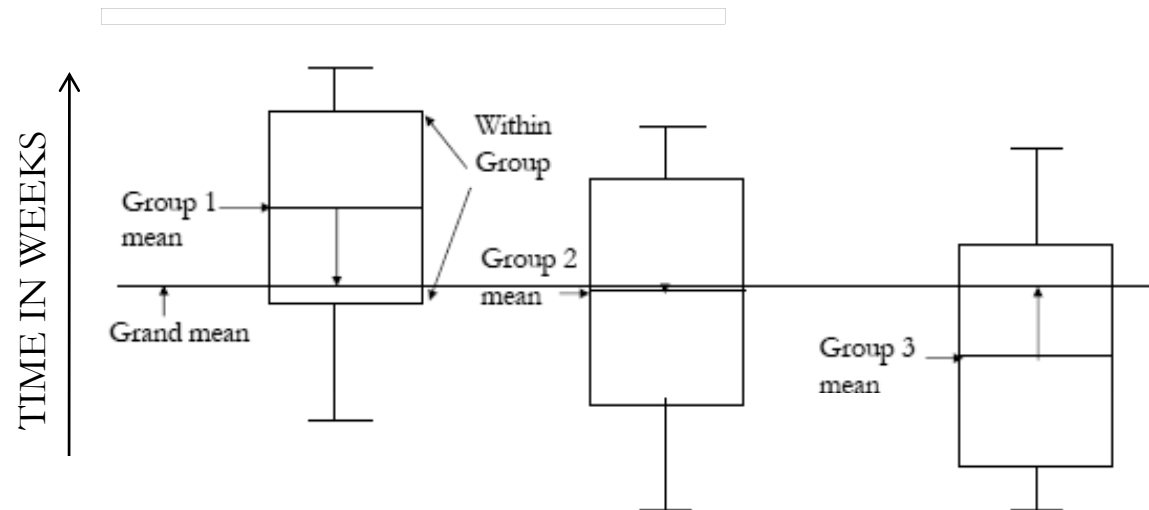 TIME IN WEEKS
Within
Group
Group 1
mean
Group 2
mean
Grand mean
Group 3
mean